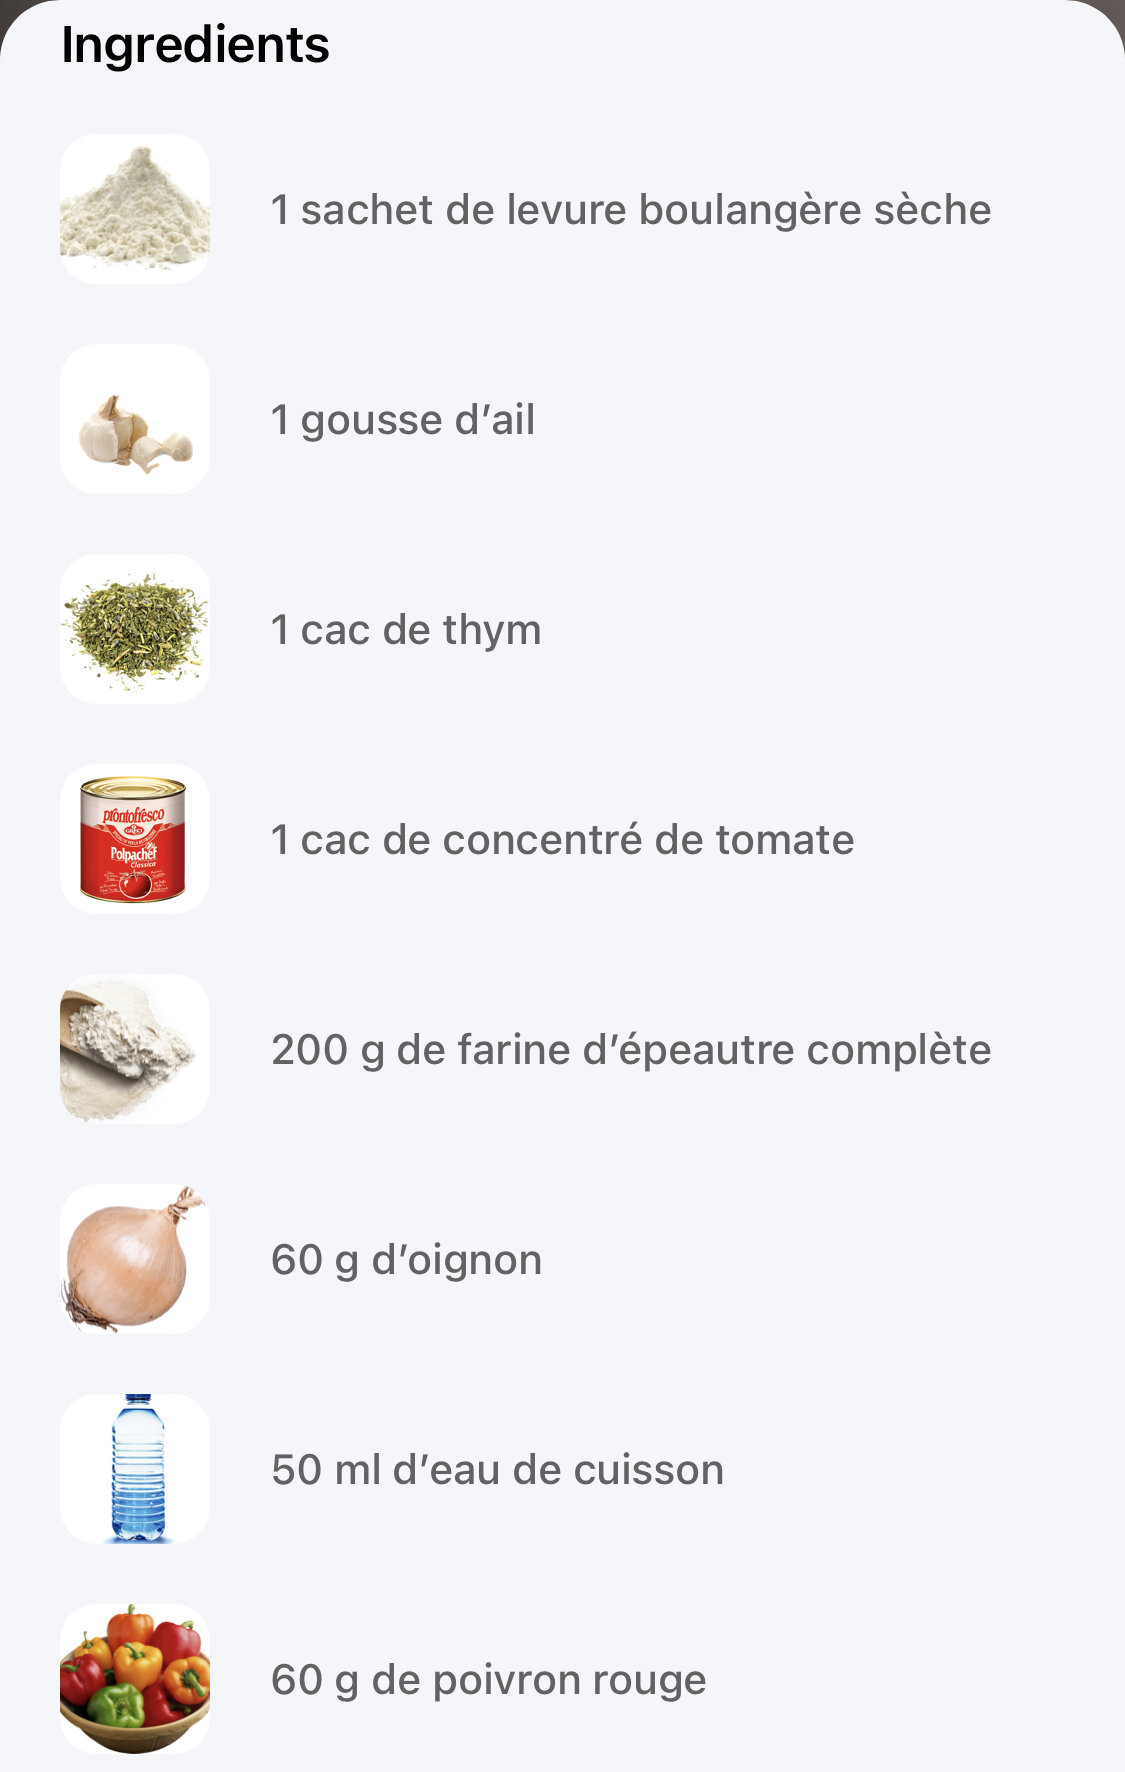 Ingredients
1 sachet de levure boulangère sèche
1 gousse d’ail
1 cac de thym
prontofresco
Polpachef
Classica
1 cac de concentré de tomate
200 g de farine d’épeautre complète
60 g d’oignon
50 ml d’eau de cuisson
60 g de poivron rouge